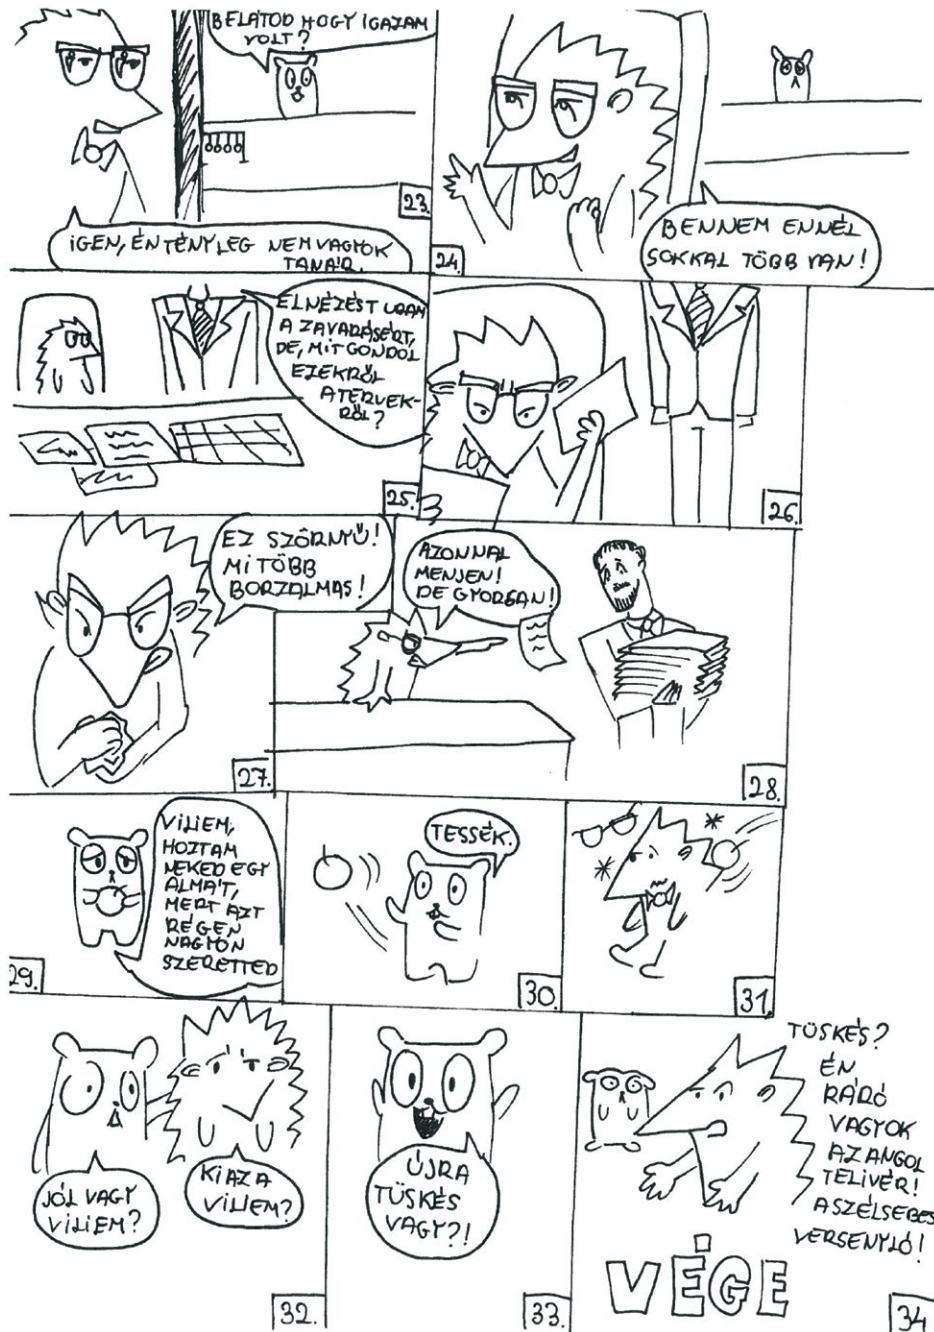 BELÁTOD HOGY IGAZAM
VOLT?
IGEN, ÉN TÉNYLEG NEM VAGYOK
TANÁR.
23.
BENNEM ENNÉL
SOKKAL TÖBB VAN!
24.
ELNÉZÉST URAM
A ZAVARÁSÉRT,
DE, MIT GONDOL
EZEKRŐL
A TERVEK-
RŐL?
25.
26.
EZ SZÖRNYŰ!
MI TÖBB
BORZALMAS!
27.
AZONNAL
MENJEN!
DE GYORSAN!
28.
VILIEM,
HOZTAM
NEKED EGY
ALMÁT,
MERT AZT
RÉGEN
NAGYON
SZERETTED
29.
TESSÉK.
30.
31.
JÓL VAGY
VILIEM?
KI AZ A
VILIEM?
32.
ÚJRA
TÜSKÉS
VAGY?!
33.
TÜSKÉS?
ÉN
RÁRÓ
VAGYOK
AZ ANGOL
TELIVÉR!
A SZÉLSEBES
VERSENYLÓ!
VÉGE
34